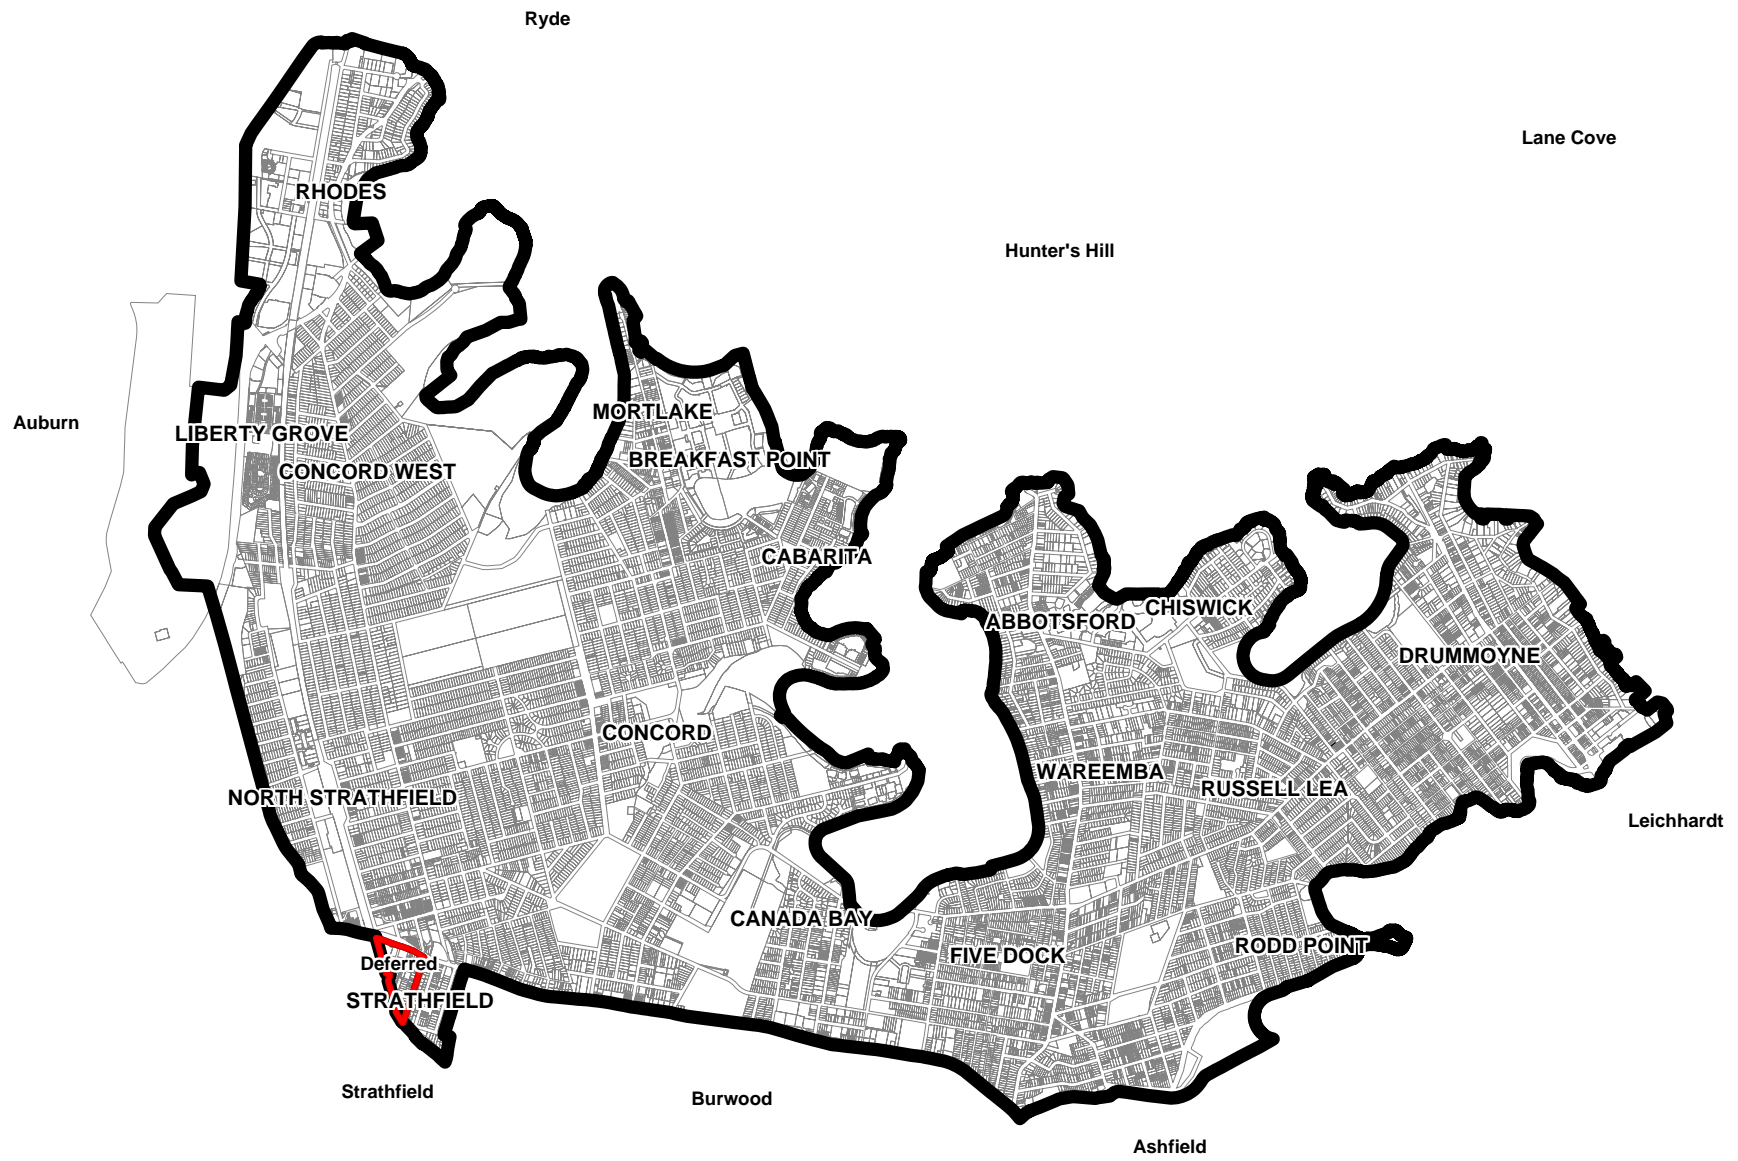 Ryde
Lane Cove
RHODES
Hunter's Hill
MORTLAKE
Auburn
LIBERTY GROVE
BREAKFAST POINT
CONCORD WEST
CABARITA
CHISWICK
ABBOTSFORD
DRUMMOYNE
CONCORD
WAREEMBA
RUSSELL LEA
NORTH STRATHFIELD
Leichhardt
CANADA BAY
RODD POINT
FIVE DOCK
Deferred
STRATHFIELD
Strathfield
Burwood
Ashfield